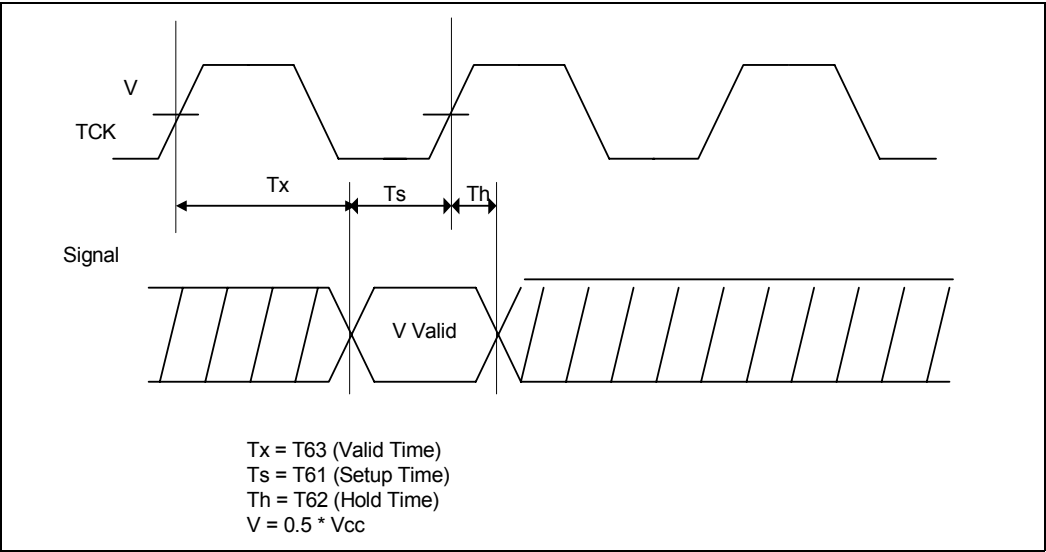 V
TCK
Tx
Ts
Th
Signal
V Valid
Tx = T63 (Valid Time)
Ts = T61 (Setup Time)
Th = T62 (Hold Time)
V = 0.5 * Vcc